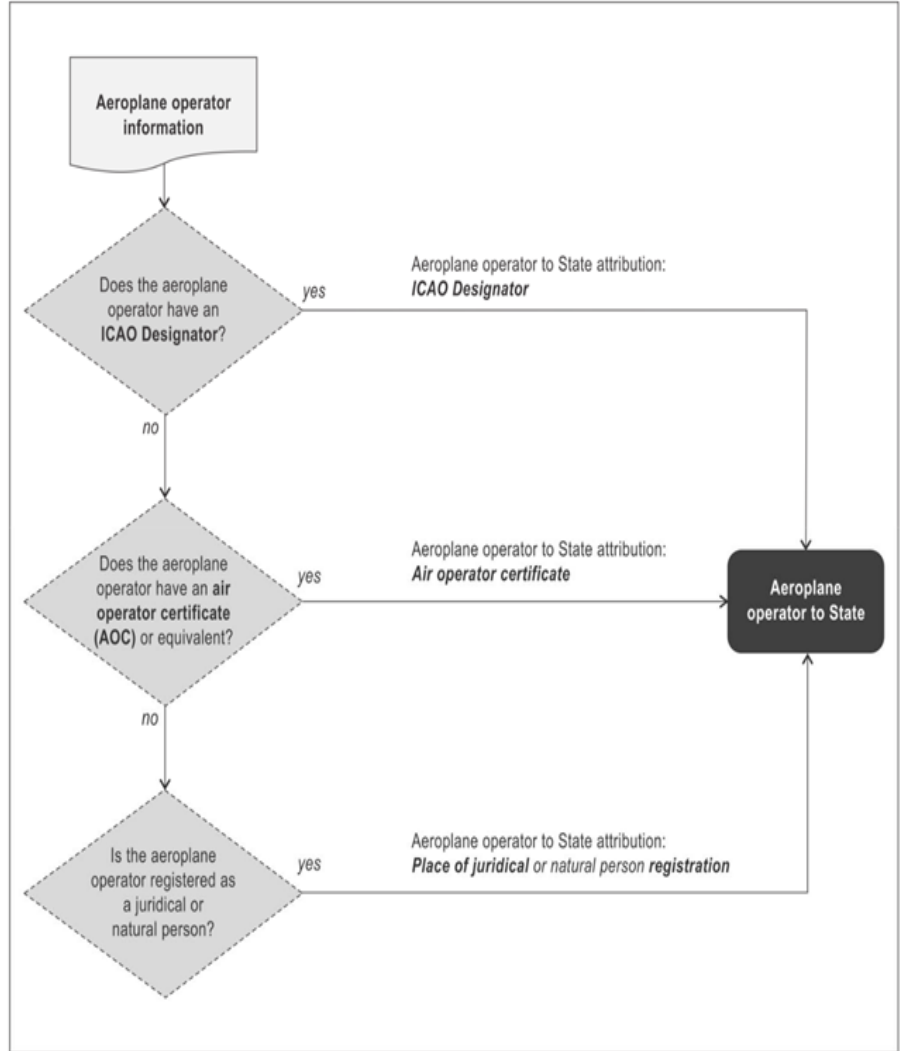 Aeroplane operator
information
Does the aeroplane
operator have an
ICAO Designator?
yes
Aeroplane operator to State attribution:
ICAO Designator
no
Does the aeroplane
operator have an air
operator certificate
(AOC) or equivalent?
yes
Aeroplane operator to State attribution:
Air operator certificate
Aeroplane
operator to State
no
Is the aeroplane
operator registered as
a juridical or
natural person?
yes
Aeroplane operator to State attribution:
Place of juridical or natural person registration